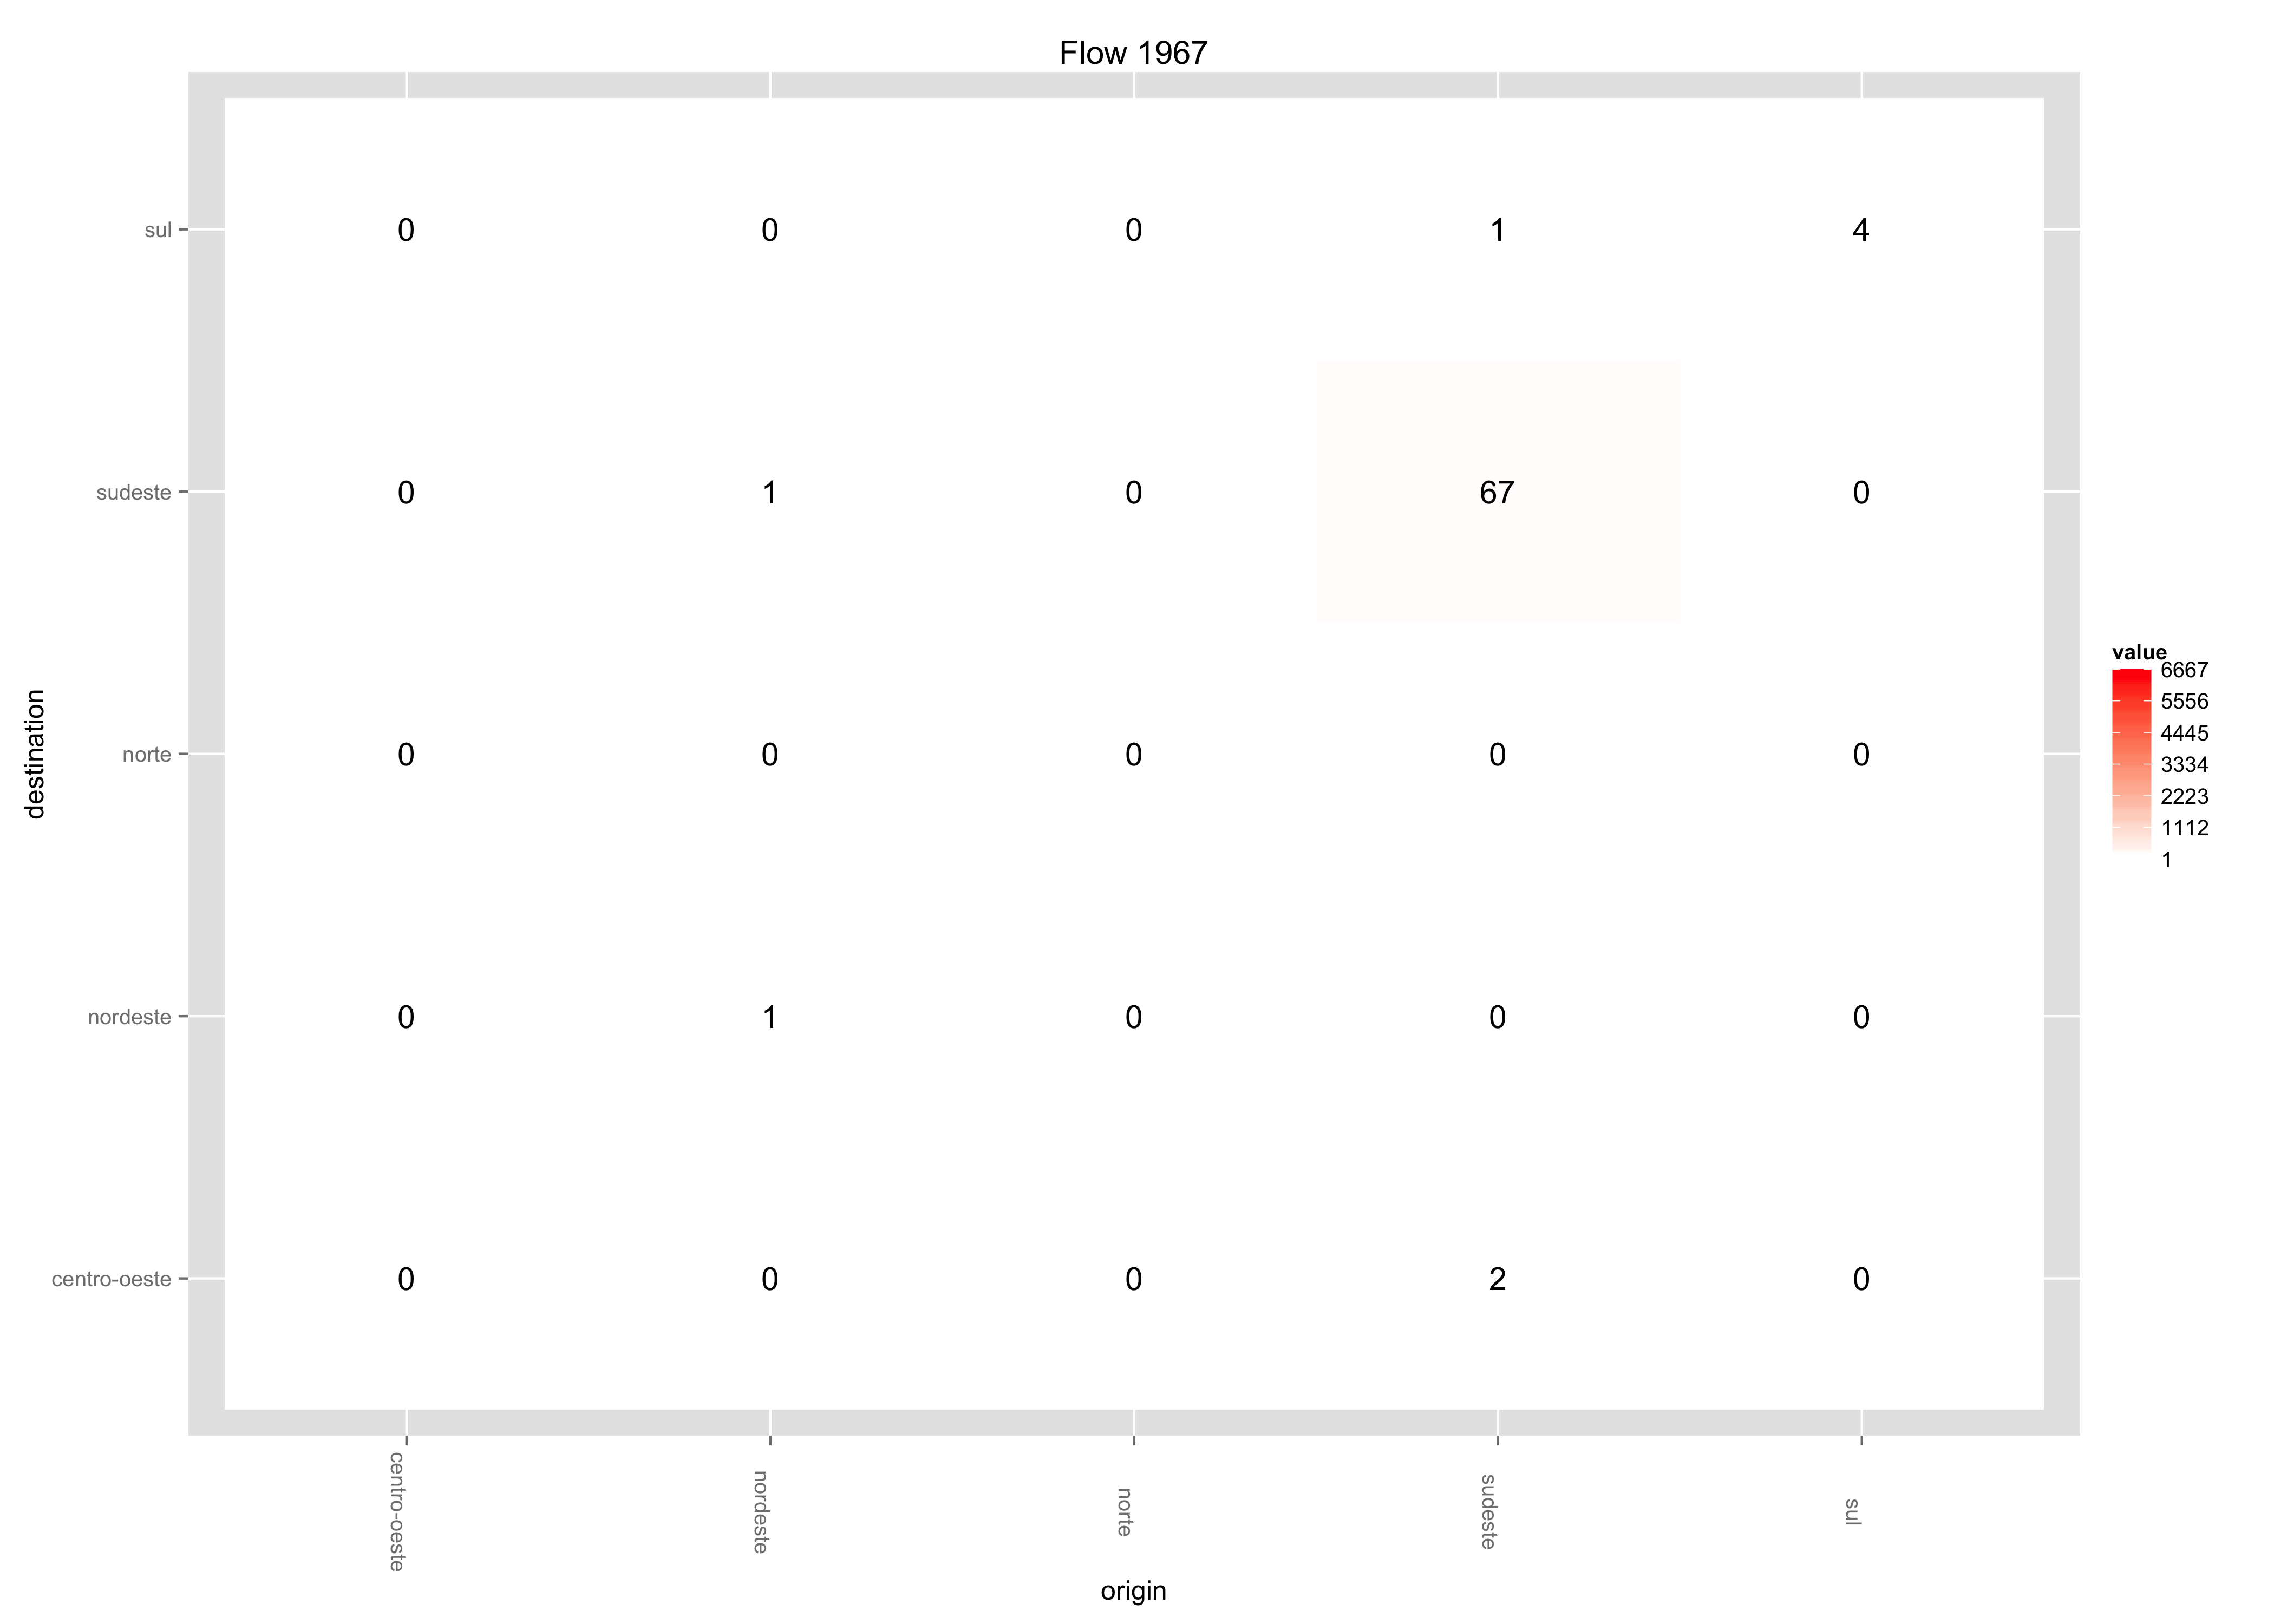 Flow 1967
sul 0 0 0 1 4
sudeste 0 1 0 67 0
norte 0 0 0 0 0
nordeste 0 1 0 0 0
centro-oeste 0 0 0 2 0
centro-oeste nordeste norte sudeste sul
origin
destination
value
6667
5556
4445
3334
2223
1112
1